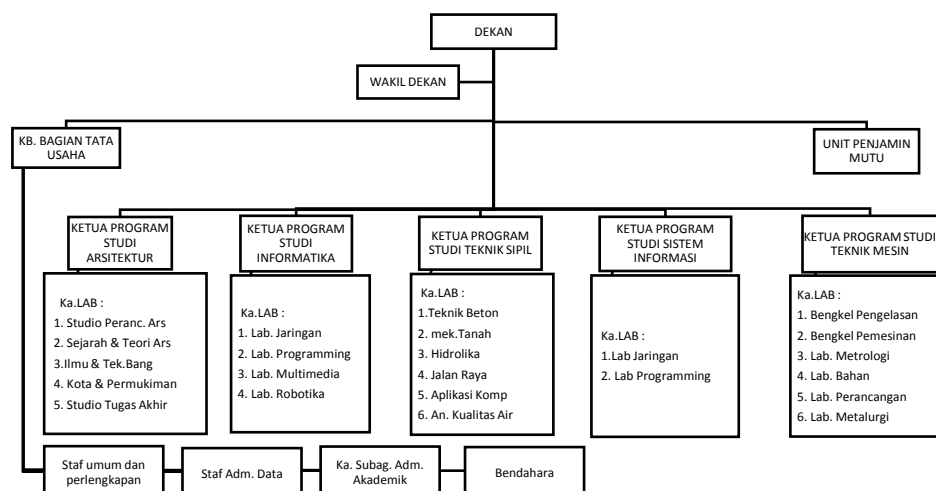 DEKAN
WAKIL DEKAN
KB. BAGIAN TATA
USAHA
UNIT PENJAMIN
MUTU
KETUA PROGRAM
STUDI
ARSITEKTUR
KETUA PROGRAM
STUDI
INFORMATIKA
KETUA PROGRAM
STUDI TEKNIK SIPIL
KETUA PROGRAM
STUDI SISTEM
INFORMASI
KETUA PROGRAM STUDI
TEKNIK MESIN
Ka.LAB :
1. Studio Peranc. Ars
2. Sejarah & Teori Ars
3.Ilmu & Tek.Bang
4. Kota & Permukiman
5. Studio Tugas Akhir
Ka.LAB :
1. Lab. Jaringan
2. Lab. Programming
3. Lab. Multimedia
4. Lab. Robotika
Ka.LAB :
1.Teknik Beton
2. mek.Tanah
3. Hidrolika
4. Jalan Raya
5. Aplikasi Komp
6. An. Kualitas Air
Ka.LAB :
1.Lab Jaringan
2. Lab Programming
Ka.LAB :
1. Bengkel Pengelasan
2. Bengkel Pemesinan
3. Lab. Metrologi
4. Lab. Bahan
5. Lab. Perancangan
6. Lab. Metalurgi
Staf umum dan
perlengkapan
Staf Adm. Data
Ka. Subag. Adm.
Akademik
Bendahara